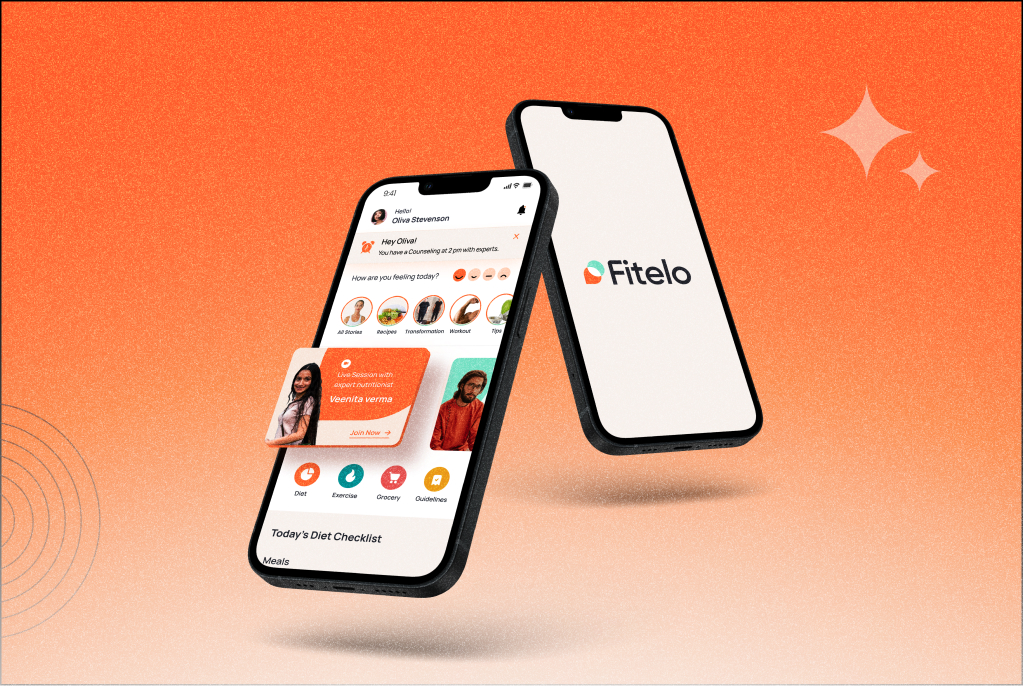 9:41
Hello!
Oliva Stevenson
Hey Oliva!
You have a Counseling at 2 pm with experts.
How are you feeling today?
All Stories Recipes Transformation Workout Tips
Live Session with
expert nutritionist
Veenita verma
Join Now →
Diet Exercise Grocery Guidelines
Today's Diet Checklist
Meals
Fitelo